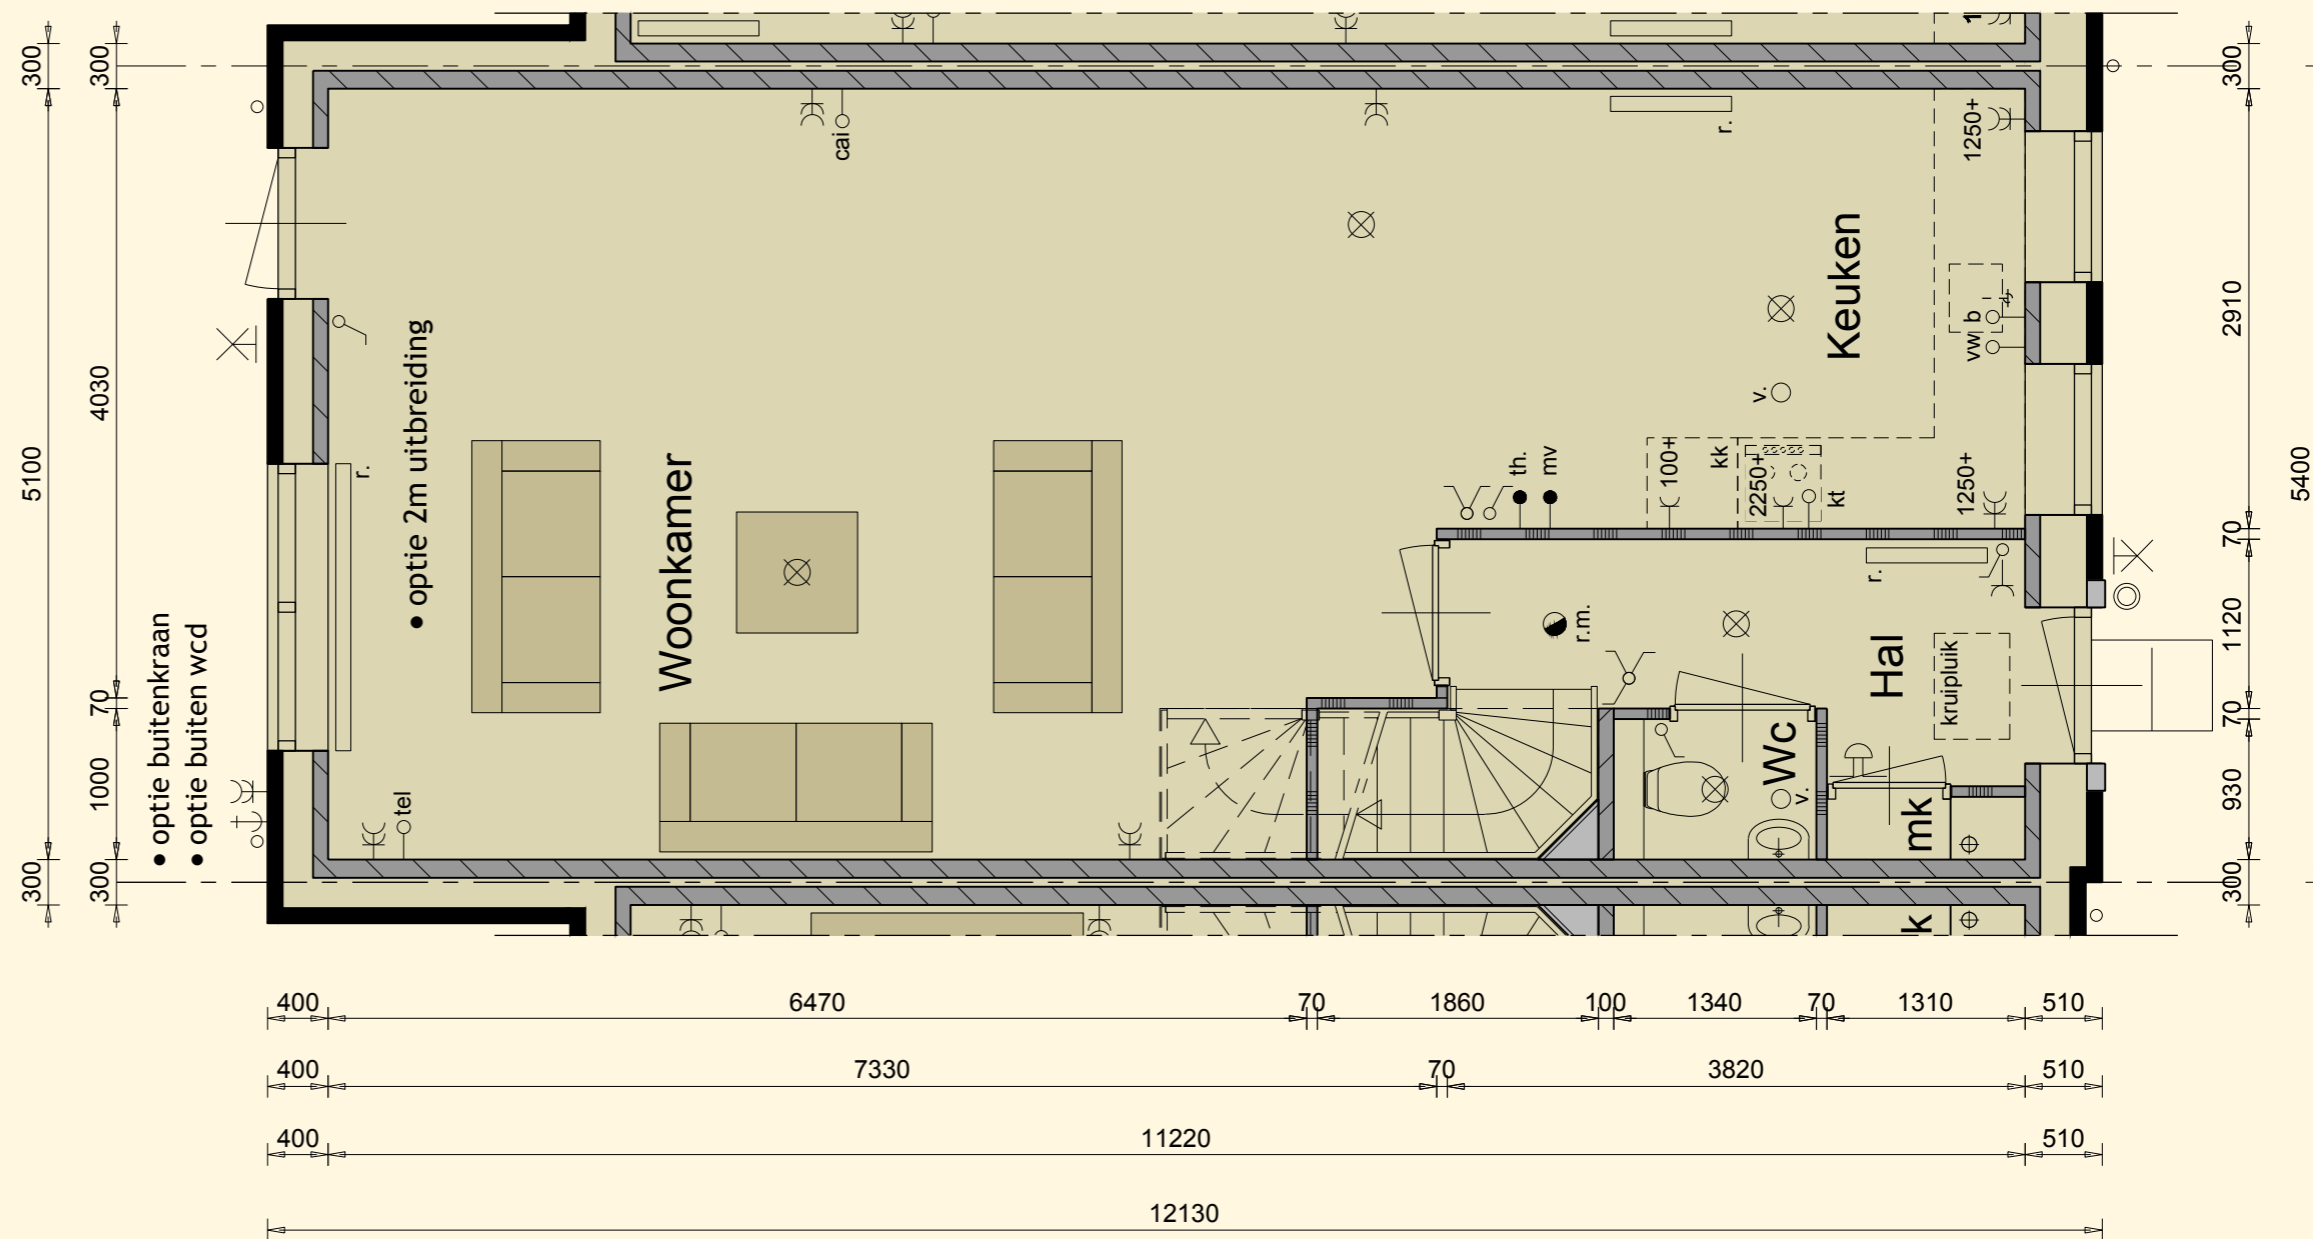 300
5100
300
300
4030
70
1000
300
• optie buitenkraan
• optie buiten wcd
r.
• optie 2m uitbreiding
tel
Woonkamer
cai
r.
th.
mv
100+
kk
2250+
kt
v.
Keuken
1250+
vw
b
1250+
r.m.
r.
Hal
kruipluik
Wc
v.
mk
k
300
2910
70
1120
70
930
300
5400
400
6470
70
1860
100
1340
70
1310
510
400
7330
70
3820
510
400
11220
510
12130